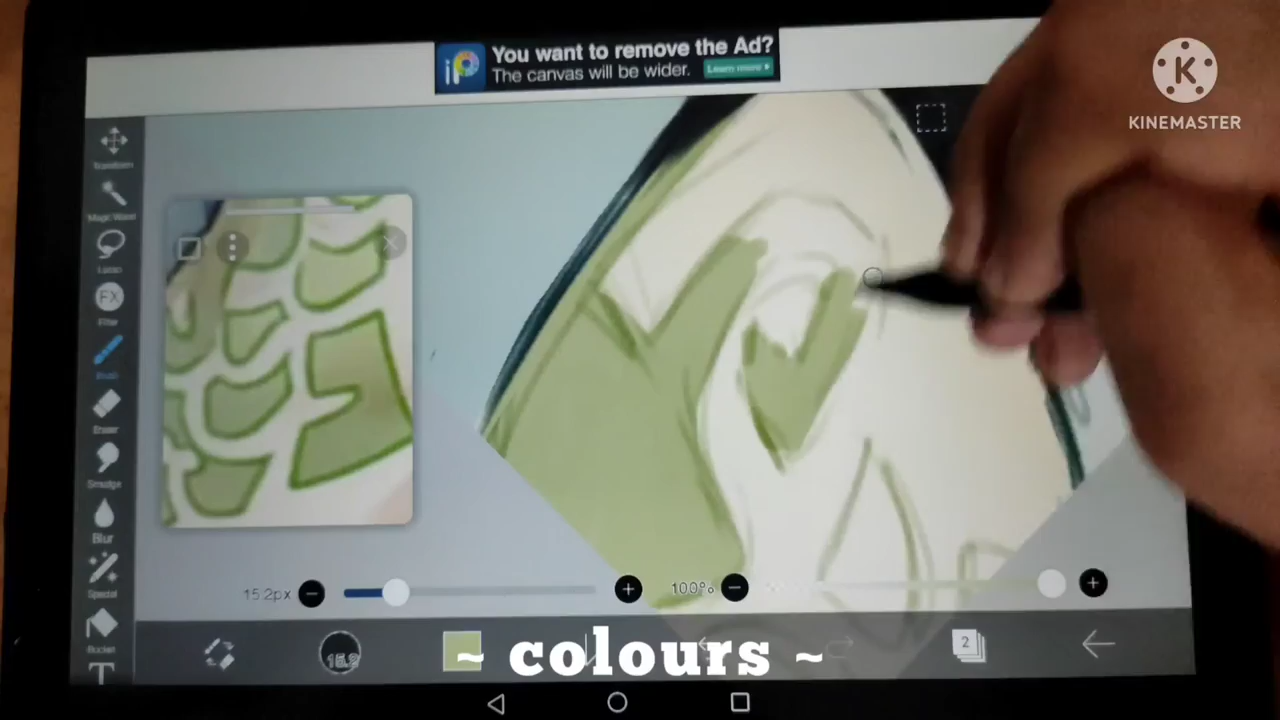 You want to remove the Ad?
The canvas will be wider.
Learn more
KINEMASTER
Transform
Magic Wand
Lasso
FX
Filter
Brush
Eraser
Smudge
Blur
Special
Bucket
T
15.2px
100%
15.2
2
~ colours ~